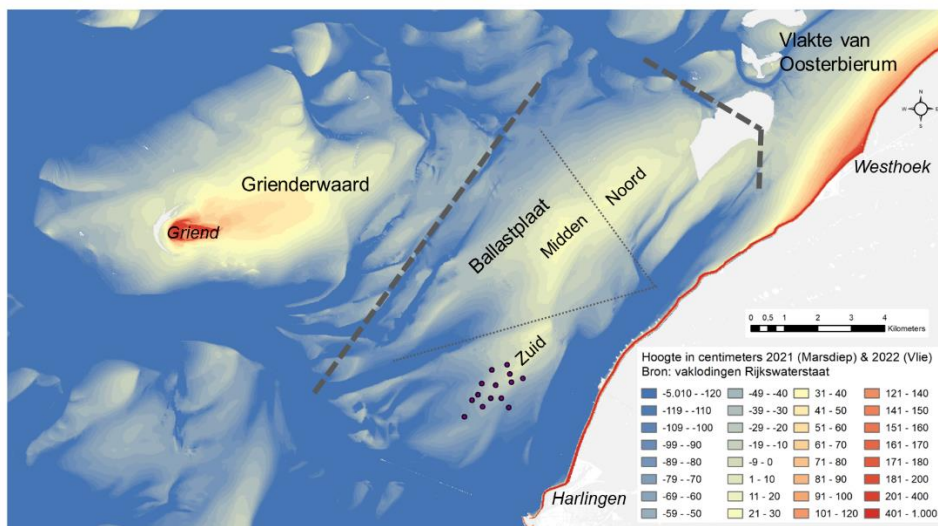 Vlakte van
Oosterbierum
N
W E
S
Westhoek
Grienderwaard
Griend
Ballastplaat
Noord
Midden
Zuid
Harlingen
0 0,5 1 2 3 4
Kilometers
Hoogte in centimeters 2021 (Marsdiep) & 2022 (Vlie)
Bron: vaklodingen Rijkswaterstaat
-5.010 - -120 -49 - -40 31 - 40 121 - 140
-119 - -110 -39 - -30 41 - 50 141 - 150
-109 - -100 -29 - -20 51 - 60 151 - 160
-99 - -90 -19 - -10 61 - 70 161 - 170
-89 - -80 -9 - 0 71 - 80 171 - 180
-79 - -70 1 - 10 81 - 90 181 - 200
-69 - -60 11 - 20 91 - 100 201 - 400
-59 - -50 21 - 30 101 - 120 401 - 1.000